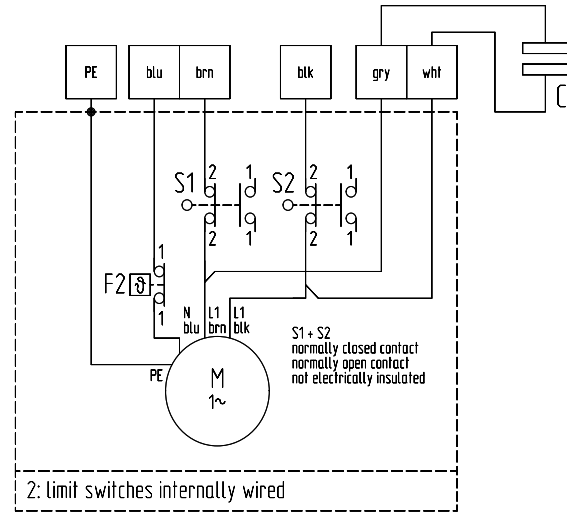 PE blu brn blk gry wht
C
S1 2 1 S2 2 1
2 1 2 1
1
F2 ϑ
1
N L1 L1
blu brn blk
PE
M
1~
S1 + S2
normally closed contact
normally open contact
not electrically insulated
2: limit switches internally wired